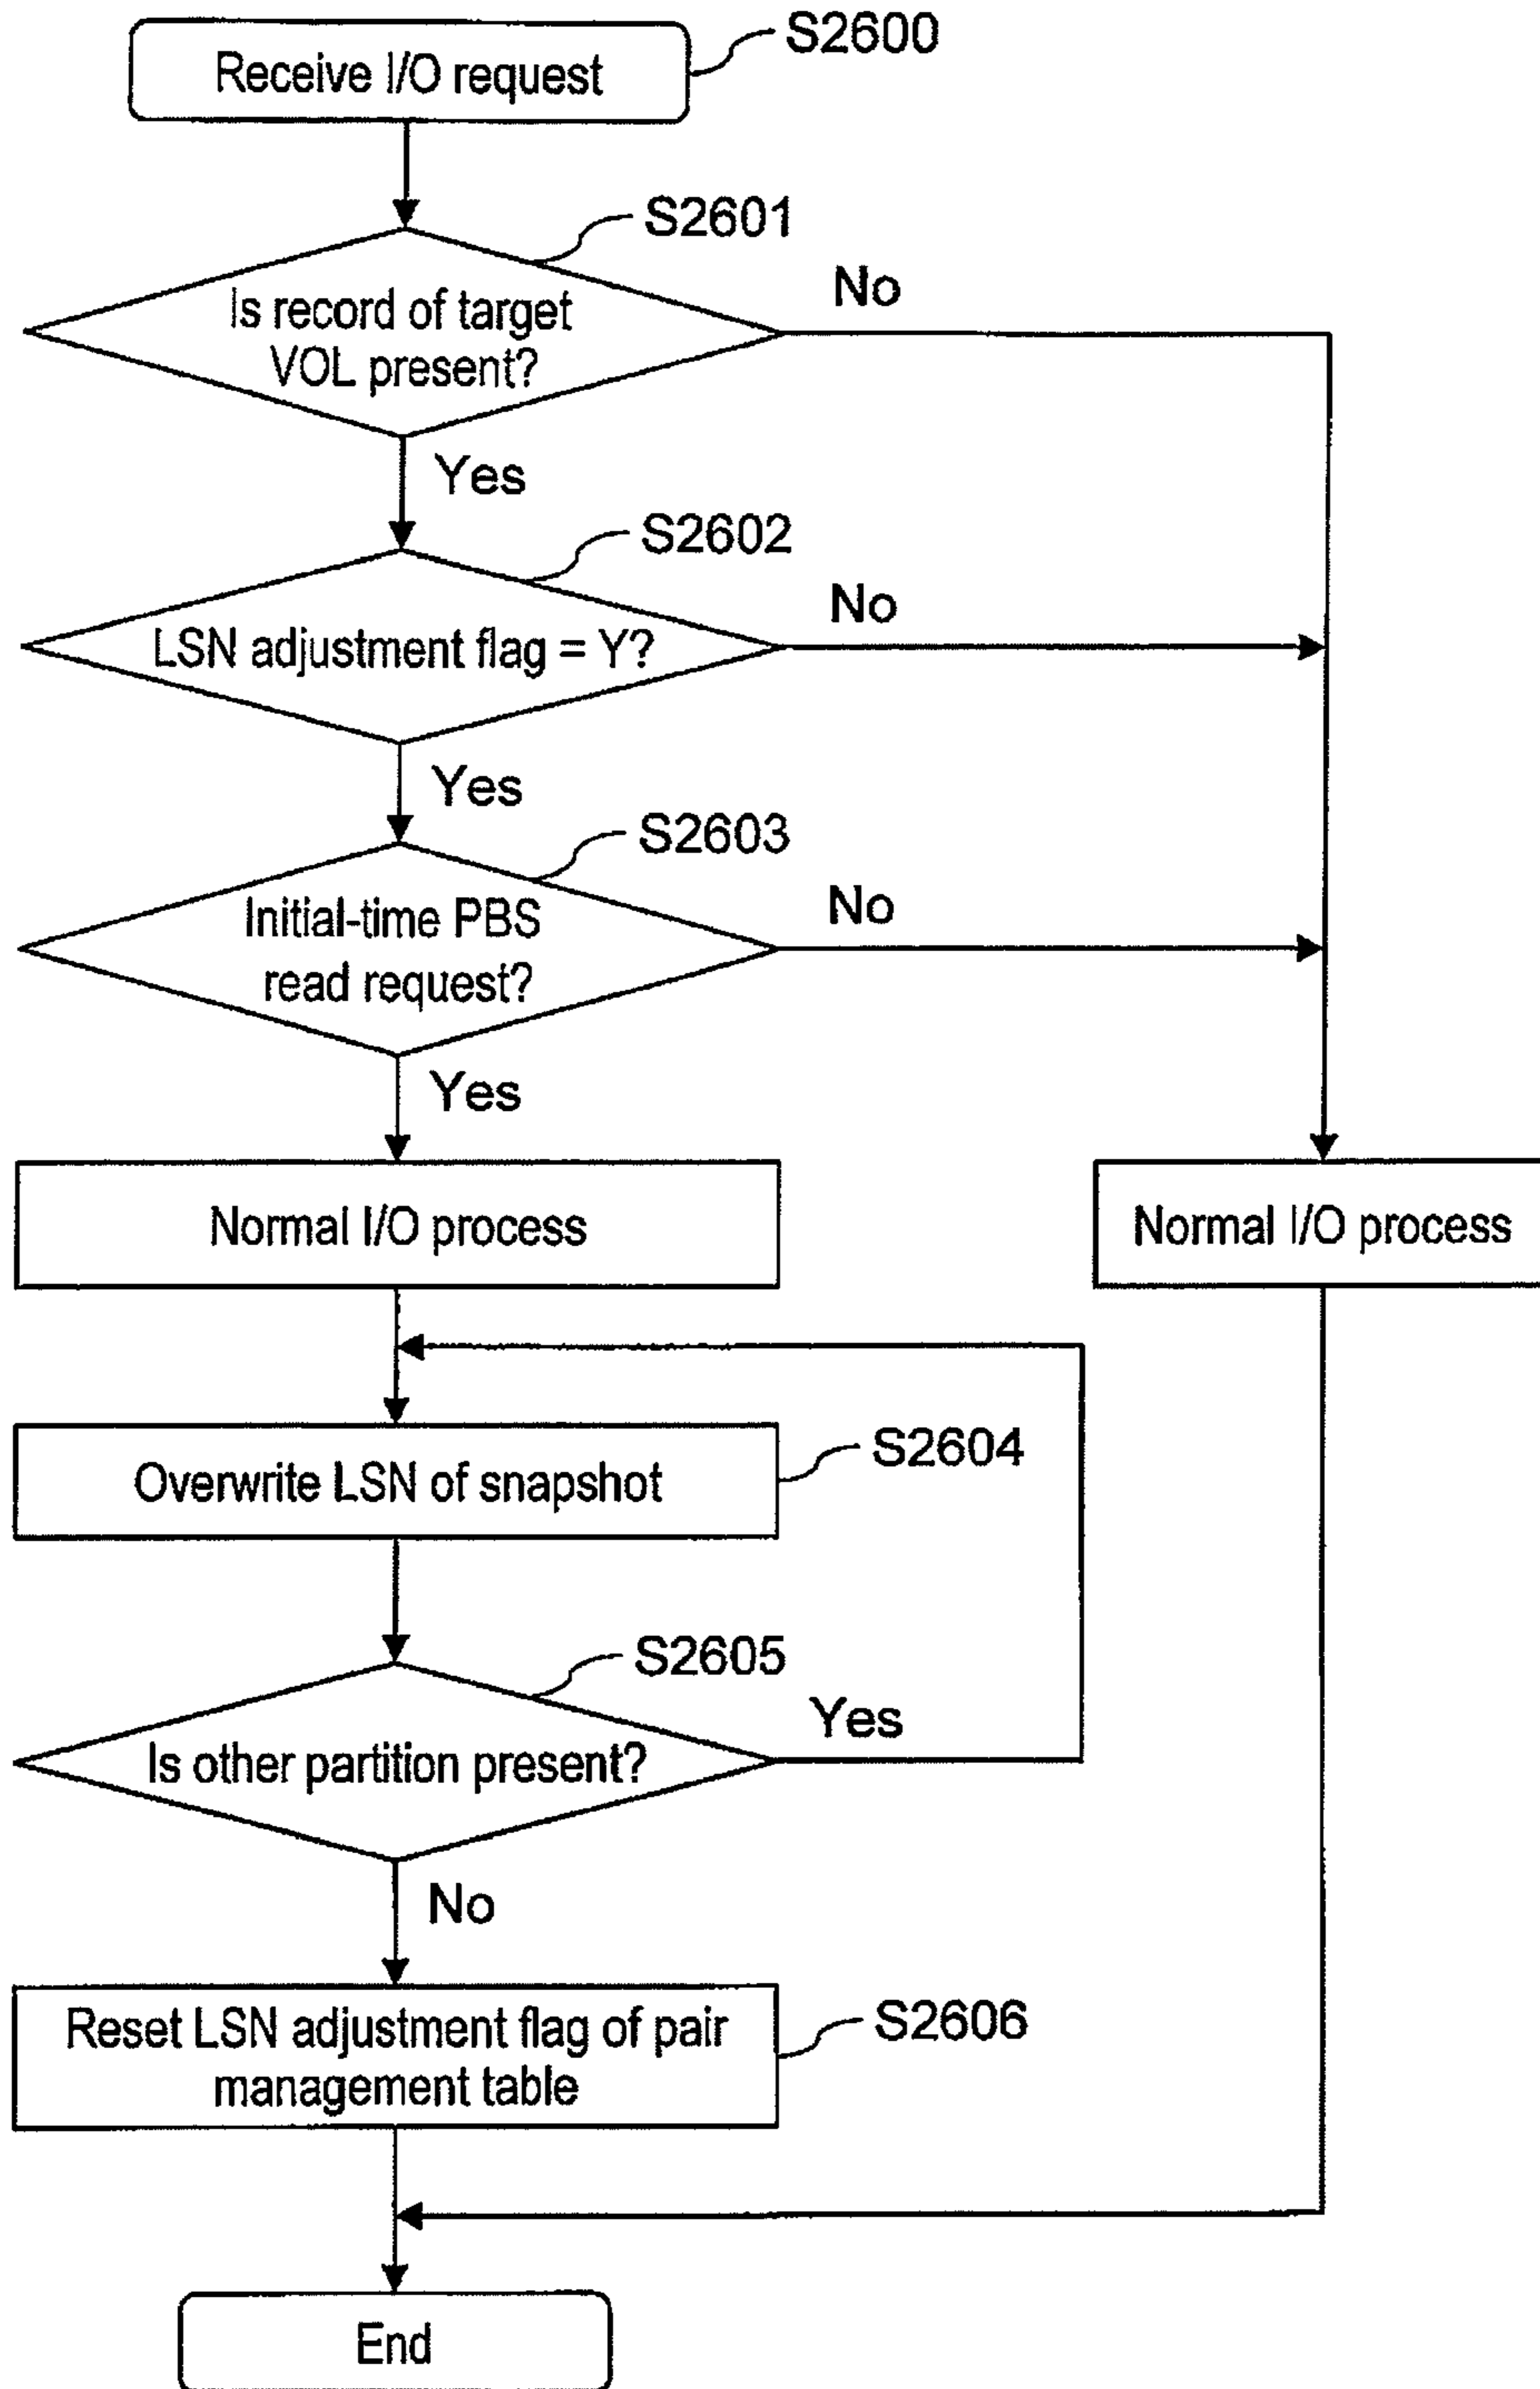 Receive I/O request
S2600
S2601
Is record of target
VOL present?
No
Yes
S2602
LSN adjustment flag = Y?
No
Yes
S2603
Initial-time PBS
read request?
No
Yes
Normal I/O process
Normal I/O process
Overwrite LSN of snapshot
S2604
S2605
Is other partition present?
Yes
No
Reset LSN adjustment flag of pair
management table
S2606
End